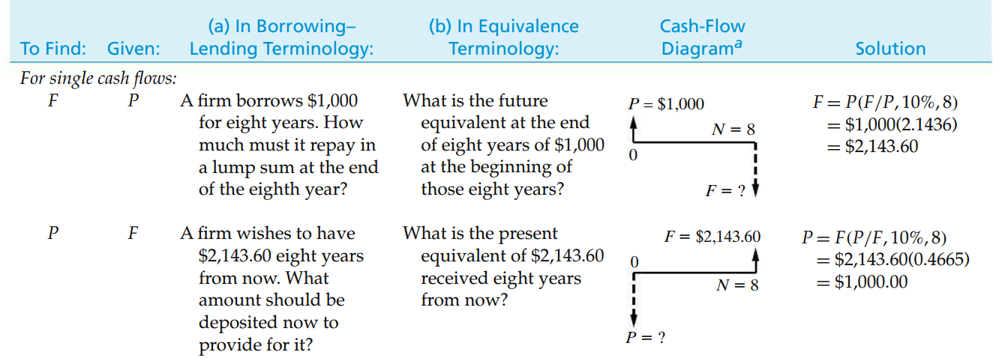 To Find: Given: (a) In Borrowing–
Lending Terminology: (b) In Equivalence
Terminology: Cash-Flow
Diagramᵃ Solution
For single cash flows:
F P
A firm borrows $1,000
for eight years. How
much must it repay in
a lump sum at the end
of the eighth year?
What is the future
equivalent at the end
of eight years of $1,000
at the beginning of
those eight years?
P = $1,000
N = 8
0
F = ?
F = P(F/P, 10%, 8)
= $1,000(2.1436)
= $2,143.60
P F
A firm wishes to have
$2,143.60 eight years
from now. What
amount should be
deposited now to
provide for it?
What is the present
equivalent of $2,143.60
received eight years
from now?
F = $2,143.60
0
N = 8
P = ?
P = F(P/F, 10%, 8)
= $2,143.60(0.4665)
= $1,000.00